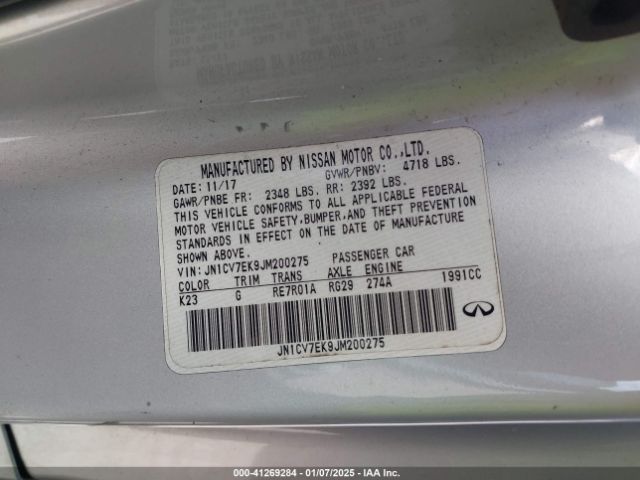 MANUFACTURED BY NISSAN MOTOR CO.,LTD.
DATE: 11/17 GVWR/PNBV: 4718 LBS.
GAWR/PNBE FR: 2348 LBS. RR: 2392 LBS.
THIS VEHICLE CONFORMS TO ALL APPLICABLE FEDERAL
MOTOR VEHICLE SAFETY, BUMPER, AND THEFT PREVENTION
STANDARDS IN EFFECT ON THE DATE OF MANUFACTURE
SHOWN ABOVE.
VIN: JN1CV7EK9JM200275 PASSENGER CAR
COLOR TRIM TRANS AXLE ENGINE
K23 G RE7R01A RG29 274A 1991CC
JN1CV7EK9JM200275
000-41269284 - 01/07/2025 - IAA Inc.